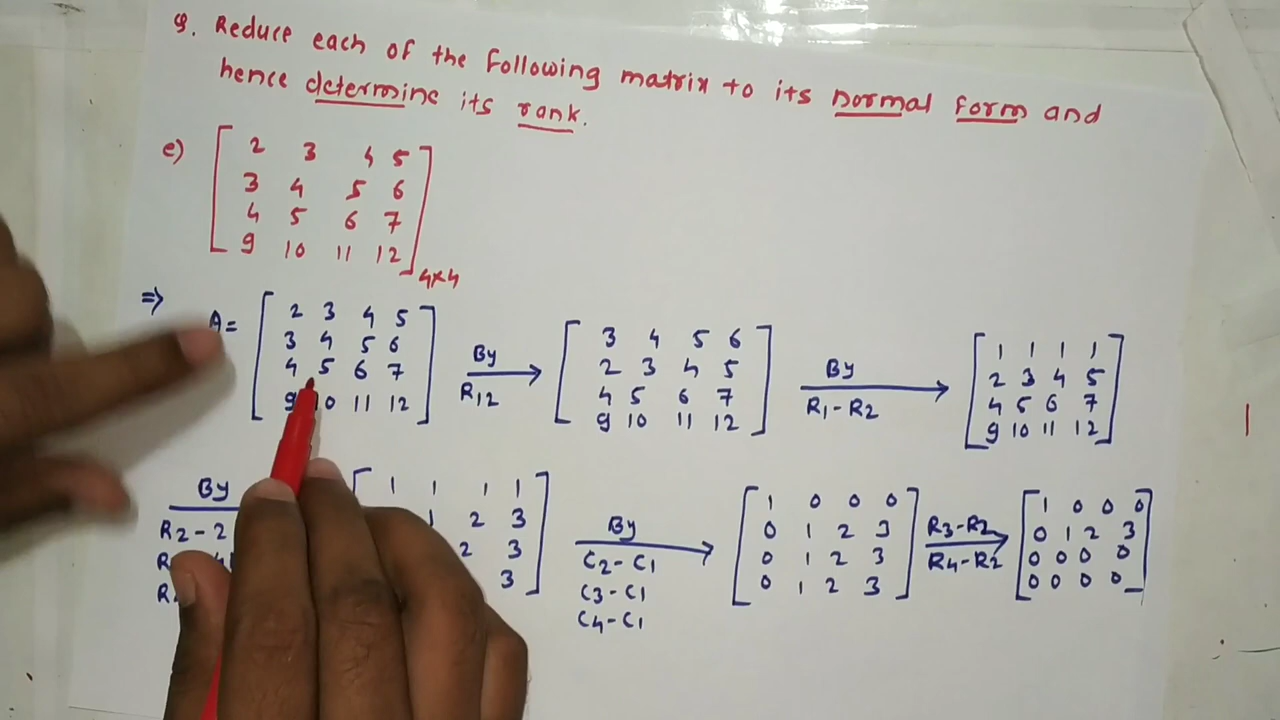 9. Reduce each of the following matrix to its normal form and
hence determine its rank.
e) [ 2 3 4 5
3 4 5 6
4 5 6 7
9 10 11 12 ] 4×4
⇒ A= [ 2 3 4 5
3 4 5 6
4 5 6 7
9 10 11 12 ]
By
R12
[ 3 4 5 6
2 3 4 5
4 5 6 7
9 10 11 12 ]
By
R1-R2
[ 1 1 1 1
2 3 4 5
4 5 6 7
9 10 11 12 ]
By
R2-2
[ 1 1 1 1
1 2 3
2 3
3 ]
By
C2-C1
C3-C1
C4-C1
[ 1 0 0 0
0 1 2 3
0 1 2 3
0 1 2 3 ]
R3-R2
R4-R2
[ 1 0 0 0
0 1 2 3
0 0 0 0
0 0 0 0 ]